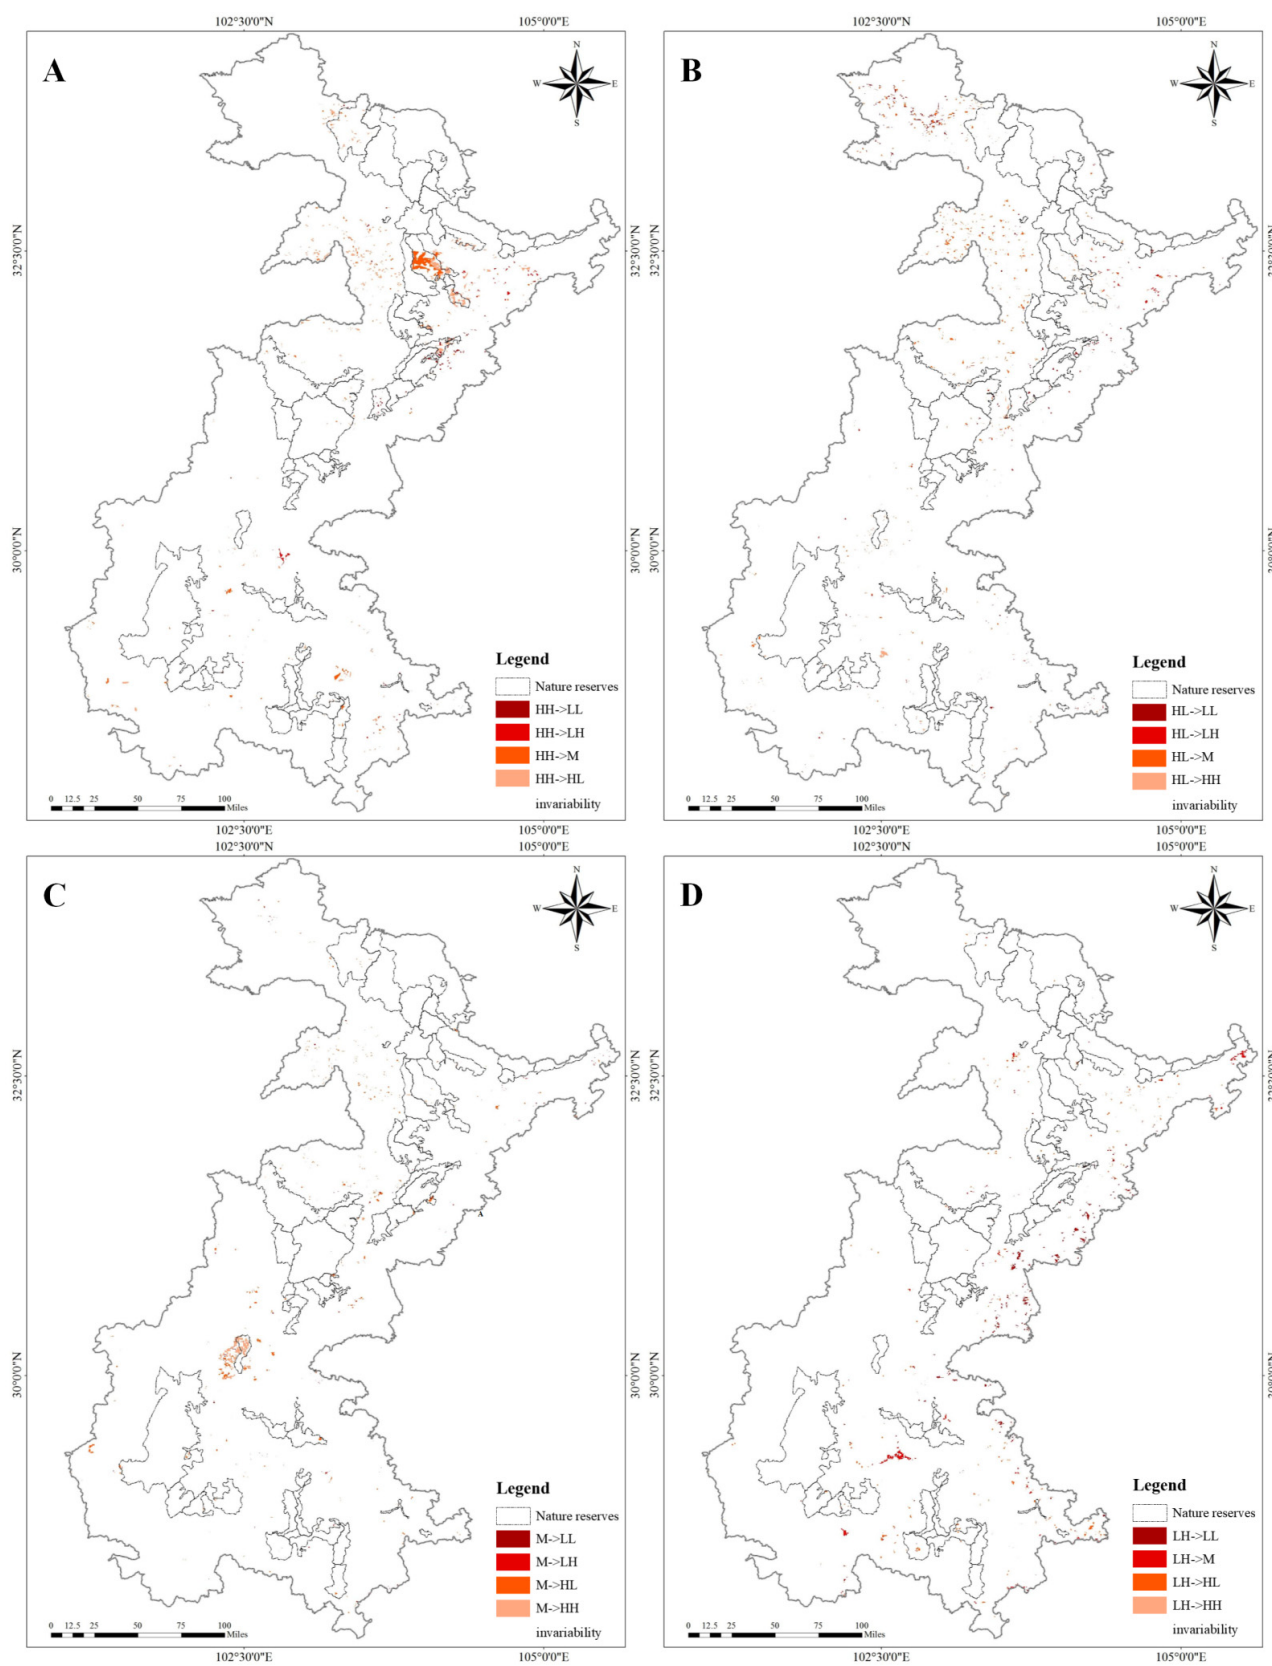 102°30'0"E 105°0'0"E 102°30'0"E 105°0'0"E
A
N
W E
S
B
N
W E
S
32°30'0"N 32°30'0"N 32°30'0"N
30°0'0"N 30°0'0"N 30°0'0"N
Legend
Nature reserves
HH->LL
HH->LH
HH->M
HH->HL
invariability
0 12.5 25 50 75 100
Miles
Legend
Nature reserves
HL->LL
HL->LH
HL->M
HL->HH
invariability
0 12.5 25 50 75 100
Miles
102°30'0"E 105°0'0"E 102°30'0"E 105°0'0"E
C
N
W E
S
D
N
W E
S
32°30'0"N 32°30'0"N 32°30'0"N
A
30°0'0"N 30°0'0"N 30°0'0"N
Legend
Nature reserves
M->LL
M->LH
M->HL
M->HH
invariability
0 12.5 25 50 75 100
Miles
Legend
Nature reserves
LH->LL
LH->M
LH->HL
LH->HH
invariability
0 12.5 25 50 75 100
Miles
102°30'0"E 105°0'0"E 102°30'0"E 105°0'0"E